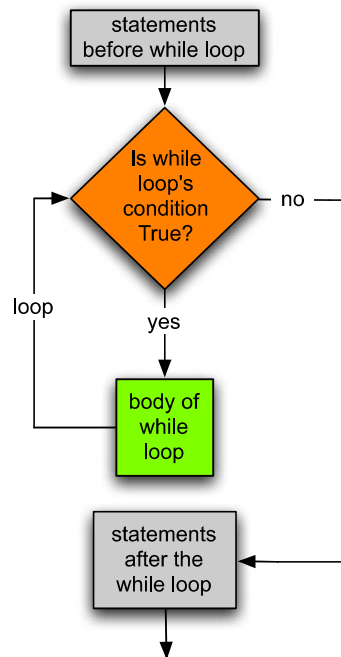 statements
before while loop
Is while
loop's
condition
True?
no
loop
yes
body of
while
loop
statements
after the
while loop